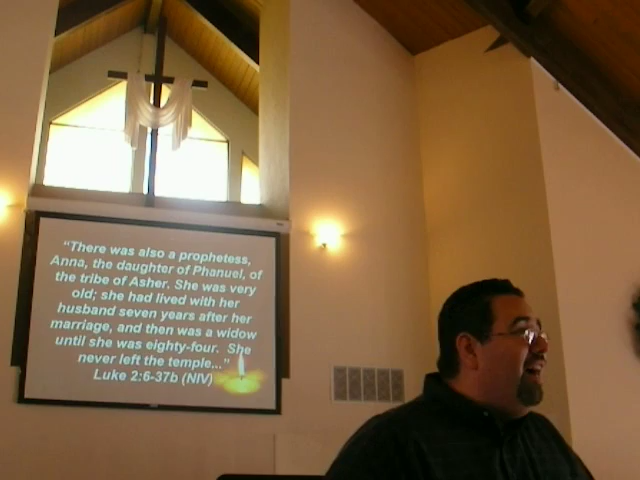 “There was also a prophetess,
Anna, the daughter of Phanuel, of
the tribe of Asher. She was very
old; she had lived with her
husband seven years after her
marriage, and then was a widow
until she was eighty-four. She
never left the temple...”
Luke 2:6-37b (NIV)